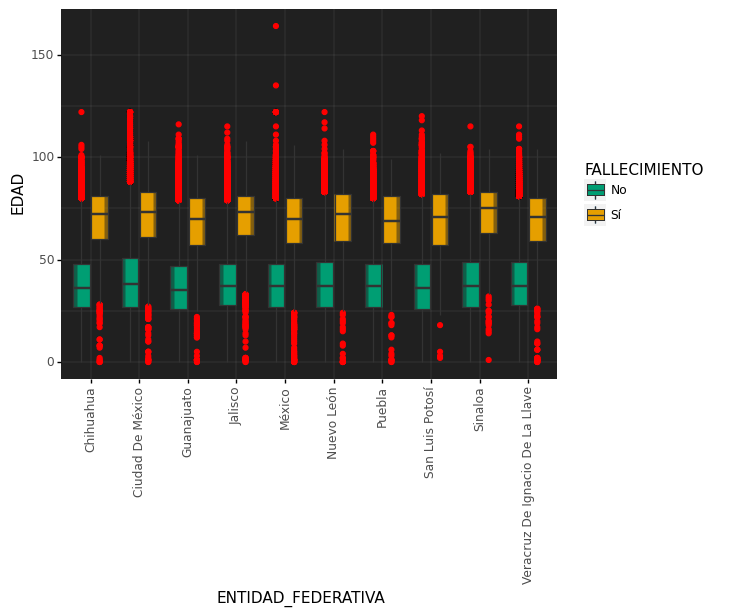 150
100
50
0
EDAD
Chihuahua
Ciudad De México
Guanajuato
Jalisco
México
Nuevo León
Puebla
San Luis Potosí
Sinaloa
Veracruz De Ignacio De La Llave
ENTIDAD_FEDERATIVA
FALLECIMIENTO
No
Sí